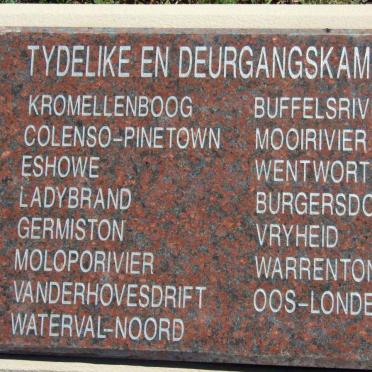 TYDELIKE EN DEURGANGSKAM
KROMELLENBOOG
COLENSO-PINETOWN
ESHOWE
LADYBRAND
GERMISTON
MOLOPORIVIER
VANDERHOVESDRIFT
WATERVAL-NOORD
BUFFELSRIV
MOOIRIVIER
WENTWORT
BURGERSDO
VRYHEID
WARRENTON
OOS-LONDE